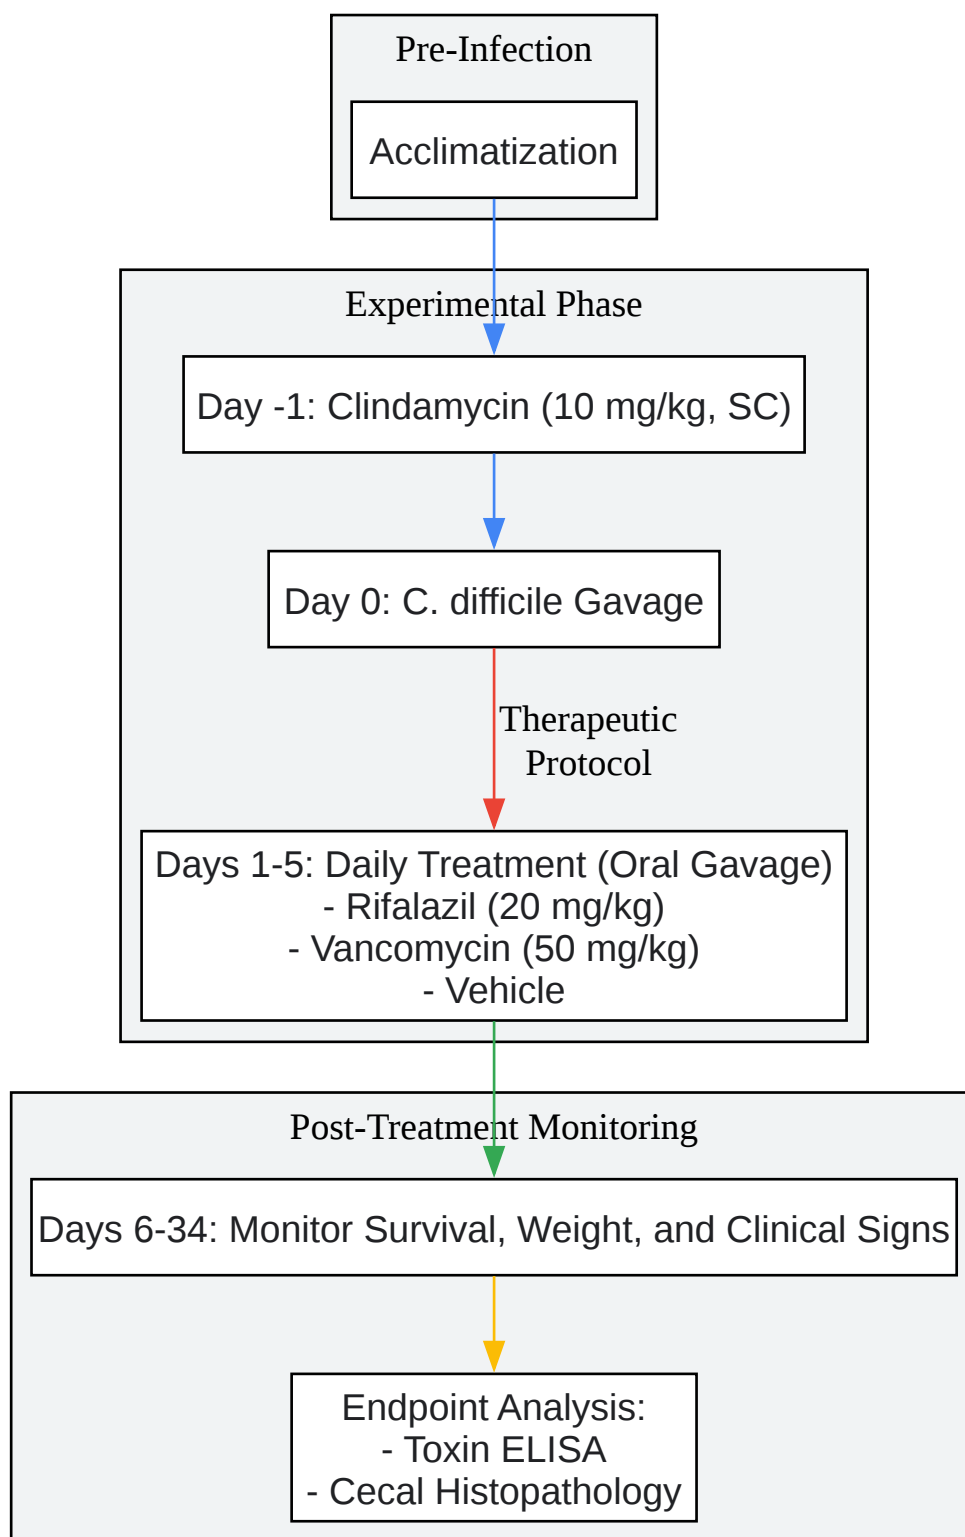 Pre-Infection
Acclimatization
Experimental Phase
Day -1: Clindamycin (10 mg/kg, SC)
Day 0: C. difficile Gavage
Therapeutic
Protocol
Days 1-5: Daily Treatment (Oral Gavage)
- Rifalazil (20 mg/kg)
- Vancomycin (50 mg/kg)
- Vehicle
Post-Treatment Monitoring
Days 6-34: Monitor Survival, Weight, and Clinical Signs
Endpoint Analysis:
- Toxin ELISA
- Cecal Histopathology